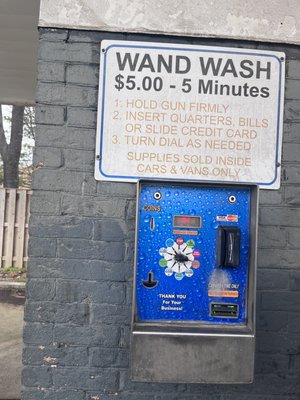 WAND WASH
$5.00 - 5 Minutes
1. HOLD GUN FIRMLY
2. INSERT QUARTERS, BILLS
OR SLIDE CREDIT CARD
3. TURN DIAL AS NEEDED
SUPPLIES SOLD INSIDE
CARS & VANS ONLY
COINS
THANK YOU
For Your
Business!